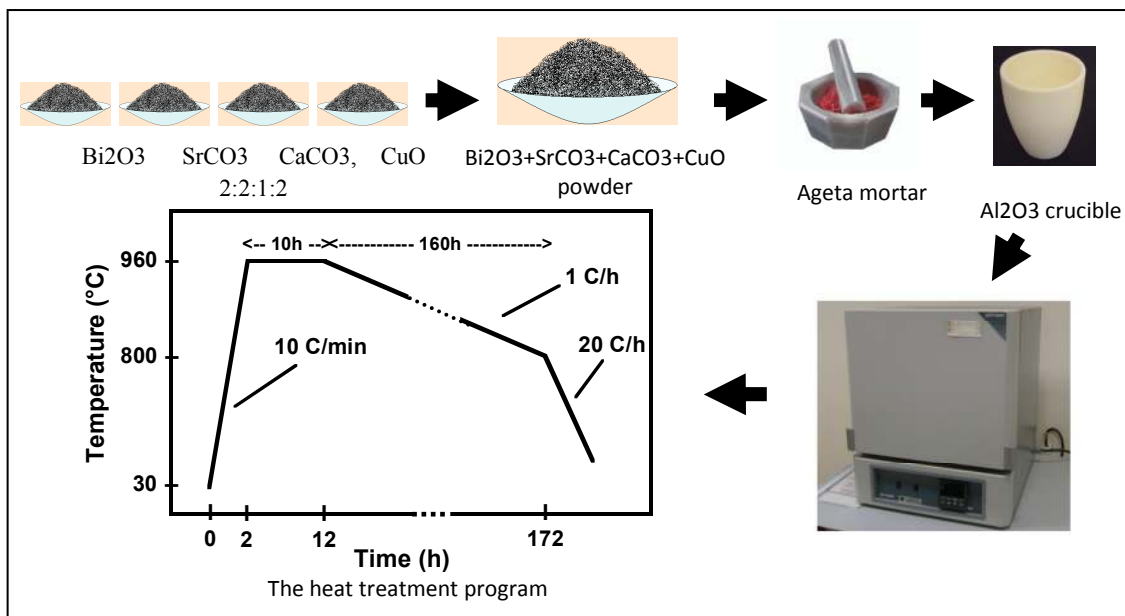 Bi2O3 SrCO3 CaCO3, CuO
2:2:1:2
Bi2O3+SrCO3+CaCO3+CuO
powder
Ageta mortar
Al2O3 crucible
<-- 10h --><---------- 160h ---------->
960
1 C/h
10 C/min
20 C/h
800
30
Temperature (°C)
0 2 12 172
Time (h)
The heat treatment program